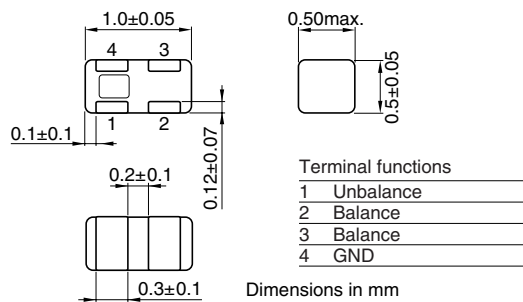 1.0±0.05
0.50max.
4 3
1 2
0.5±0.05
0.1±0.1
0.12±0.07
0.2±0.1
0.3±0.1
Terminal functions
1 Unbalance
2 Balance
3 Balance
4 GND
Dimensions in mm